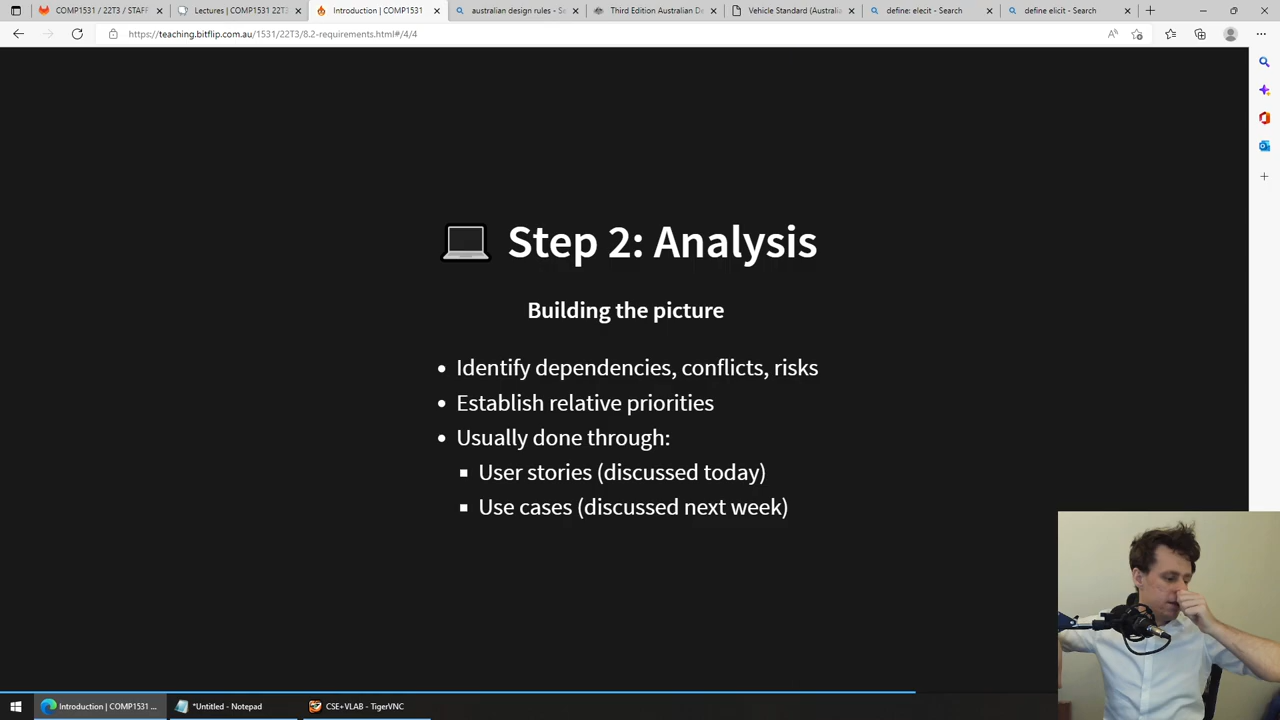 COMP1531 / 22T3 / STAFF
Lectures | COMP1531 22T3
Introduction | COMP1531
australian design rules - Se
Third Edition Australian De
Vehicle Standard (Australia
define: elecit - Search
define elicit - Search
https://teaching.bitflip.com.au/1531/22T3/8.2-requirements.html#/4/4
Step 2: Analysis
Building the picture
• Identify dependencies, conflicts, risks
• Establish relative priorities
• Usually done through:
▪ User stories (discussed today)
▪ Use cases (discussed next week)
Introduction | COMP1531 ...
*Untitled - Notepad
CSE+VLAB - TigerVNC